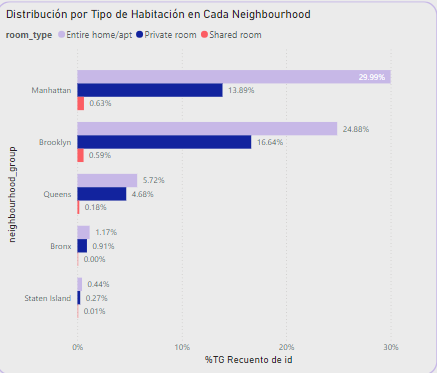 Distribución por Tipo de Habitación en Cada Neighbourhood
room_type Entire home/apt Private room Shared room
neighbourhood_group
Manhattan
29.99%
13.89%
0.63%
Brooklyn
24.88%
16.64%
0.59%
Queens
5.72%
4.68%
0.18%
Bronx
1.17%
0.91%
0.00%
Staten Island
0.44%
0.27%
0.01%
0% 10% 20% 30%
%TG Recuento de id